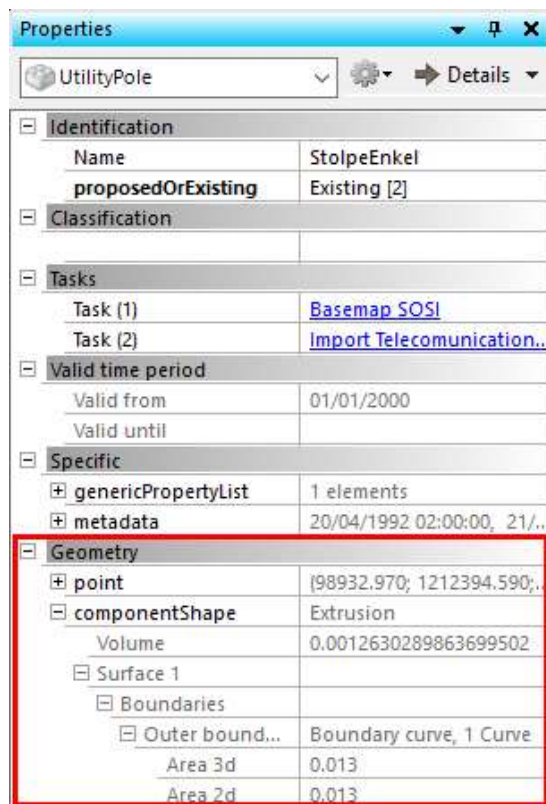 Properties
UtilityPole Details
Identification
Name StolpeEnkel
proposedOrExisting Existing [2]
Classification
Tasks
Task (1) Basemap SOSI
Task (2) Import Telecomunication..
Valid time period
Valid from 01/01/2000
Valid until
Specific
genericPropertyList 1 elements
metadata 20/04/1992 02:00:00, 21/..
Geometry
point (98932.970; 1212394.590;..
componentShape Extrusion
Volume 0.0012630289863699502
Surface 1
Boundaries
Outer bound... Boundary curve, 1 Curve
Area 3d 0.013
Area 2d 0.013